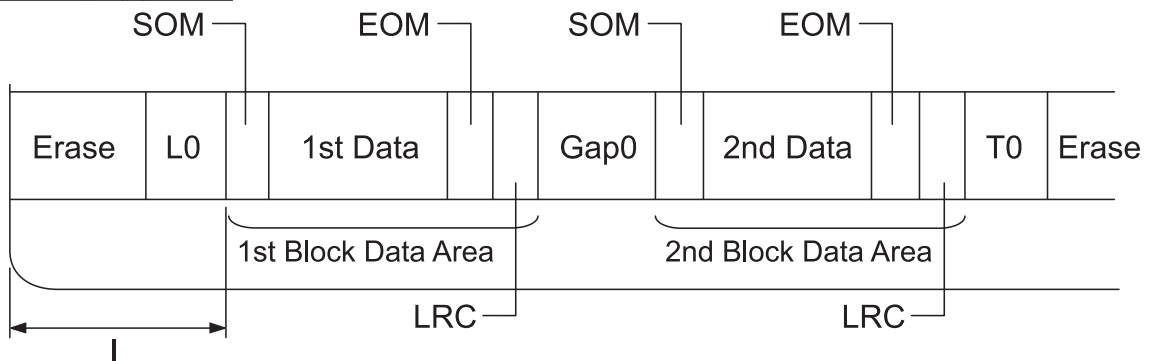 SOM EOM SOM EOM
Erase L0 1st Data Gap0 2nd Data T0 Erase
1st Block Data Area 2nd Block Data Area
LRC LRC
L